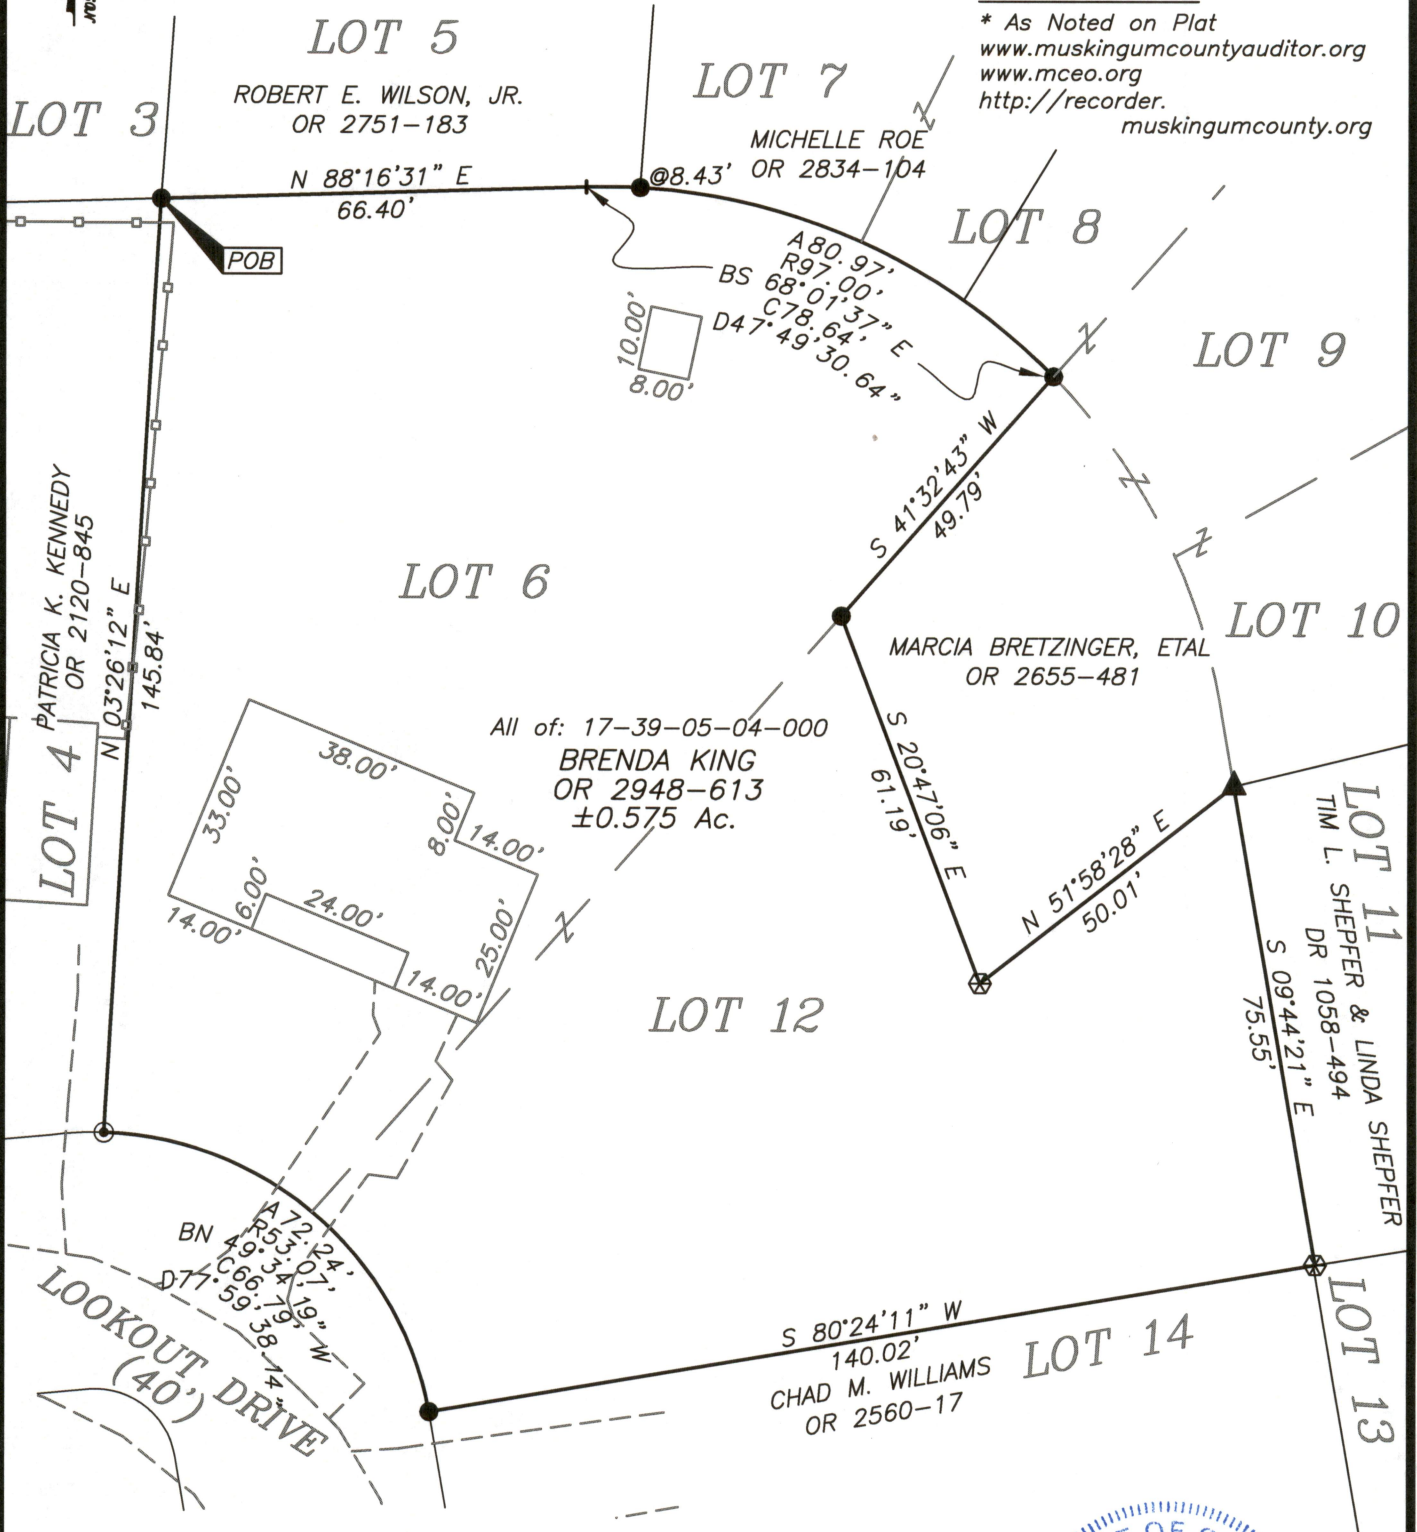 * As Noted on Plat
www.muskingumcountyauditor.org
www.mceo.org
http://recorder.
muskingumcounty.org
LOT 5
ROBERT E. WILSON, JR.
OR 2751-183
LOT 3
LOT 7
MICHELLE ROE
OR 2834-104
N 88°16'31" E
66.40'
@8.43'
POB
LOT 8
A80.97'
R97.00'
BS 68°01'37" E
C78.64'
D47°49'30.64"
10.00'
8.00'
LOT 9
S 41°32'43" W
49.79'
PATRICIA K. KENNEDY
OR 2120-845
N 03°26'12" E
145.84'
LOT 4
LOT 6
LOT 10
MARCIA BRETZINGER, ETAL
OR 2655-481
All of: 17-39-05-04-000
BRENDA KING
OR 2948-613
±0.575 Ac.
S 20°47'06" E
61.19'
38.00'
33.00'
8.00'
14.00'
6.00'
24.00'
14.00'
25.00'
14.00'
N 51°58'28" E
50.01'
LOT 11
TIM L. SHEPFER & LINDA SHEPFER
DR 1058-494
S 09°44'21" E
75.55'
LOT 12
A72.24'
R53.07'
BN 49°34'19" W
C66.79'
D77°59'38.14"
LOOKOUT DRIVE
(40')
S 80°24'11" W
140.02'
CHAD M. WILLIAMS
OR 2560-17
LOT 14
LOT 13